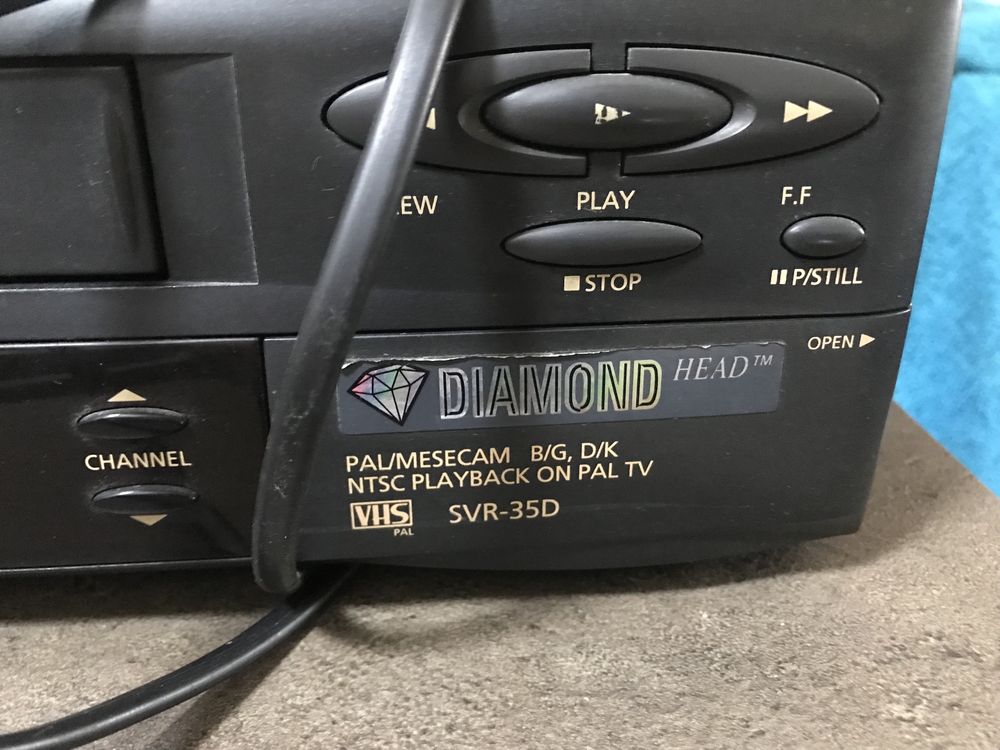 PLAY
F.F
STOP
P/STILL
OPEN
DIAMOND HEAD™
CHANNEL
PAL/MESECAM B/G, D/K
NTSC PLAYBACK ON PAL TV
VHS SVR-35D
PAL